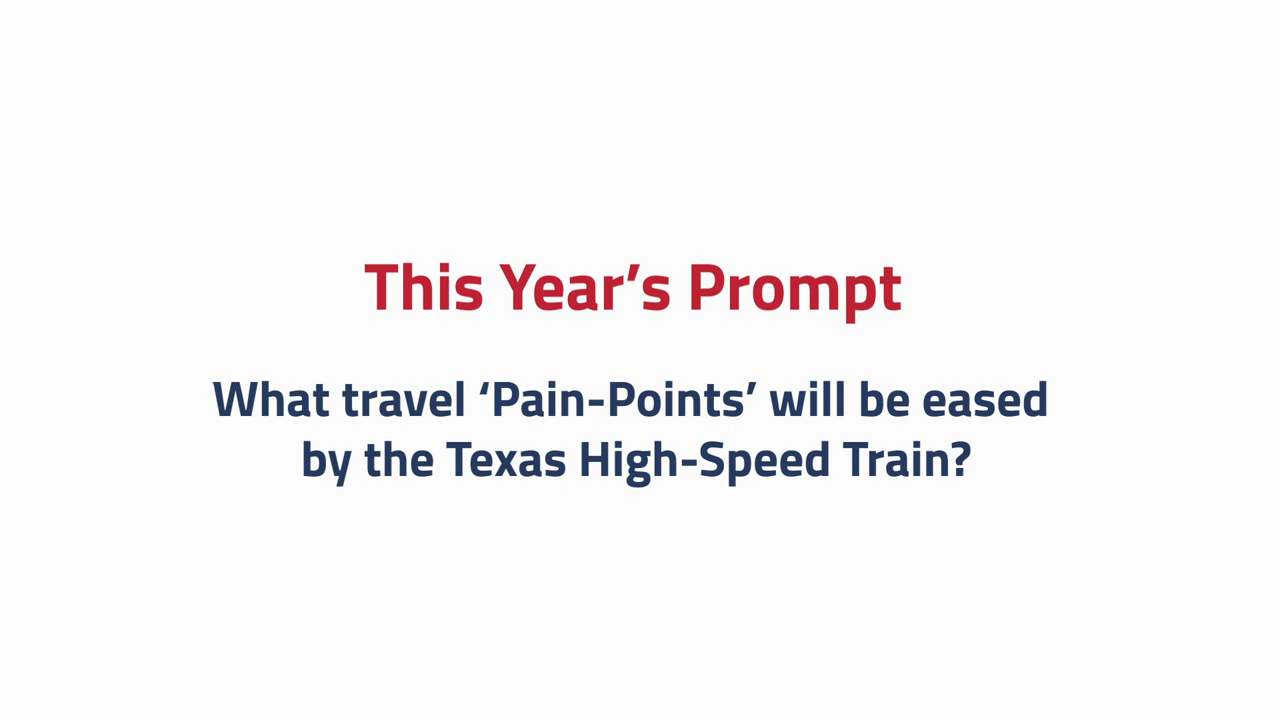 This Year’s Prompt
What travel ‘Pain-Points’ will be eased
by the Texas High-Speed Train?